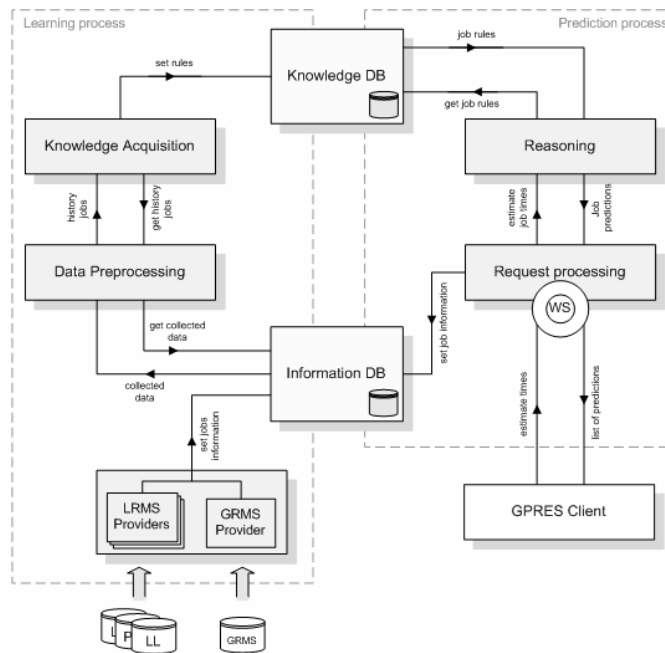 Learning process
Prediction process
Knowledge DB
set rules
job rules
get job rules
Knowledge Acquisition
Reasoning
history
jobs
get history
jobs
estimate
job times
Job
predictions
Data Preprocessing
Request processing
WS
get collected
data
collected
data
Information DB
set job information
set jobs
information
estimate times
list of predictions
LRMS
Providers
GRMS
Provider
GPRES Client
L
P
LL
GRMS